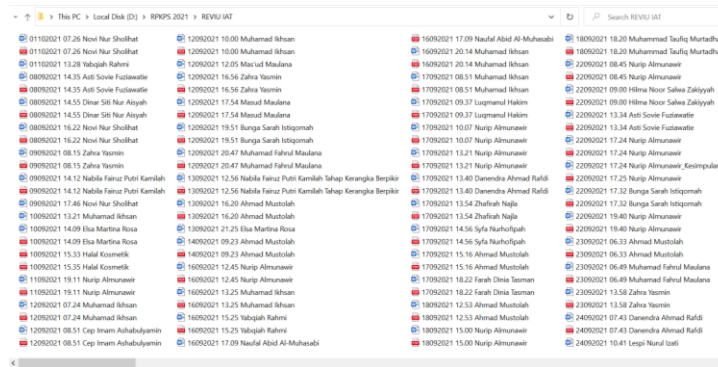 This PC > Local Disk (D:) > RPKPS 2021 > REVIU IAT
Search REVIU IAT
01102021 07.26 Novi Nur Sholihat
01102021 07.26 Novi Nur Sholihat
01102021 13.28 Yabqiah Rahmi
08092021 14.35 Asti Sovie Fuziawatie
08092021 14.35 Asti Sovie Fuziawatie
08092021 14.55 Dinar Siti Nur Aisyah
08092021 14.55 Dinar Siti Nur Aisyah
08092021 16.22 Novi Nur Sholihat
08092021 16.22 Novi Nur Sholihat
09092021 08.15 Zahra Yasmin
09092021 08.15 Zahra Yasmin
09092021 14.12 Nabila Fairuz Putri Kamilah
09092021 14.12 Nabila Fairuz Putri Kamilah
09092021 17.46 Novi Nur Sholihat
10092021 13.21 Muhamad Ikhsan
10092021 14.09 Elsa Martina Rosa
10092021 14.09 Elsa Martina Rosa
10092021 15.33 Halal Kosmetik
10092021 15.35 Halal Kosmetik
11092021 19.11 Nurip Almunawir
11092021 19.11 Nurip Almunawir
12092021 07.24 Muhamad Ikhsan
12092021 07.24 Muhamad Ikhsan
12092021 08.51 Cep Imam Ashabulyamin
12092021 08.51 Cep Imam Ashabulyamin
12092021 10.00 Muhamad Ikhsan
12092021 10.00 Muhamad Ikhsan
12092021 12.05 Mas'ud Maulana
12092021 16.56 Zahra Yasmin
12092021 16.56 Zahra Yasmin
12092021 17.54 Masud Maulana
12092021 17.54 Masud Maulana
12092021 19.51 Bunga Sarah Istiqomah
12092021 19.51 Bunga Sarah Istiqomah
12092021 20.47 Muhamad Fahrul Maulana
12092021 20.47 Muhamad Fahrul Maulana
13092021 12.56 Nabila Fairuz Putri Kamilah Tahap Kerangka Berpikir
13092021 12.56 Nabila Fairuz Putri Kamilah Tahap Kerangka Berpikir
13092021 16.20 Ahmad Mustolah
13092021 16.20 Ahmad Mustolah
13092021 21.25 Elsa Martina Rosa
14092021 09.23 Ahmad Mustolah
14092021 09.23 Ahmad Mustolah
16092021 12.45 Nurip Almunawir
16092021 12.45 Nurip Almunawir
16092021 13.25 Muhamad Ikhsan
16092021 13.25 Muhamad Ikhsan
16092021 15.25 Yabqiah Rahmi
16092021 15.25 Yabqiah Rahmi
16092021 17.09 Naufal Abid Al-Muhasabi
16092021 17.09 Naufal Abid Al-Muhasabi
16092021 20.14 Muhamad Ikhsan
16092021 20.14 Muhamad Ikhsan
17092021 08.51 Muhamad Ikhsan
17092021 08.51 Muhamad Ikhsan
17092021 09.37 Luqmanul Hakim
17092021 09.37 Luqmanul Hakim
17092021 10.07 Nurip Almunawir
17092021 10.07 Nurip Almunawir
17092021 13.21 Nurip Almunawir
17092021 13.21 Nurip Almunawir
17092021 13.40 Danendra Ahmad Rafdi
17092021 13.40 Danendra Ahmad Rafdi
17092021 13.54 Zhafirah Najla
17092021 13.54 Zhafirah Najla
17092021 14.56 Syfa Nurhofipah
17092021 14.56 Syfa Nurhofipah
17092021 15.16 Ahmad Mustolah
17092021 15.16 Ahmad Mustolah
17092021 18.22 Farah Dinia Tasman
17092021 18.22 Farah Dinia Tasman
18092021 12.53 Ahmad Mustolah
18092021 12.53 Ahmad Mustolah
18092021 15.00 Nurip Almunawir
18092021 15.00 Nurip Almunawir
18092021 18.20 Muhammad Taufiq Murtadh
18092021 18.20 Muhammad Taufiq Murtadh
22092021 08.45 Nurip Almunawir
22092021 08.45 Nurip Almunawir
22092021 09.00 Hilma Noor Salwa Zakiyyah
22092021 09.00 Hilma Noor Salwa Zakiyyah
22092021 13.34 Asti Sovie Fuziawatie
22092021 13.34 Asti Sovie Fuziawatie
22092021 17.24 Nurip Almunawir
22092021 17.24 Nurip Almunawir
22092021 17.24 Nurip Almunawir_Kesimpulan
22092021 17.25 Nurip Almunawir
22092021 17.32 Bunga Sarah Istiqomah
22092021 17.32 Bunga Sarah Istiqomah
22092021 19.40 Nurip Almunawir
22092021 19.40 Nurip Almunawir
23092021 06.33 Ahmad Mustolah
23092021 06.33 Ahmad Mustolah
23092021 06.49 Muhamad Fahrul Maulana
23092021 06.49 Muhamad Fahrul Maulana
23092021 13.58 Zahra Yasmin
23092021 13.58 Zahra Yasmin
24092021 07.43 Danendra Ahmad Rafdi
24092021 07.43 Danendra Ahmad Rafdi
24092021 10.41 Lespi Nurul Izati